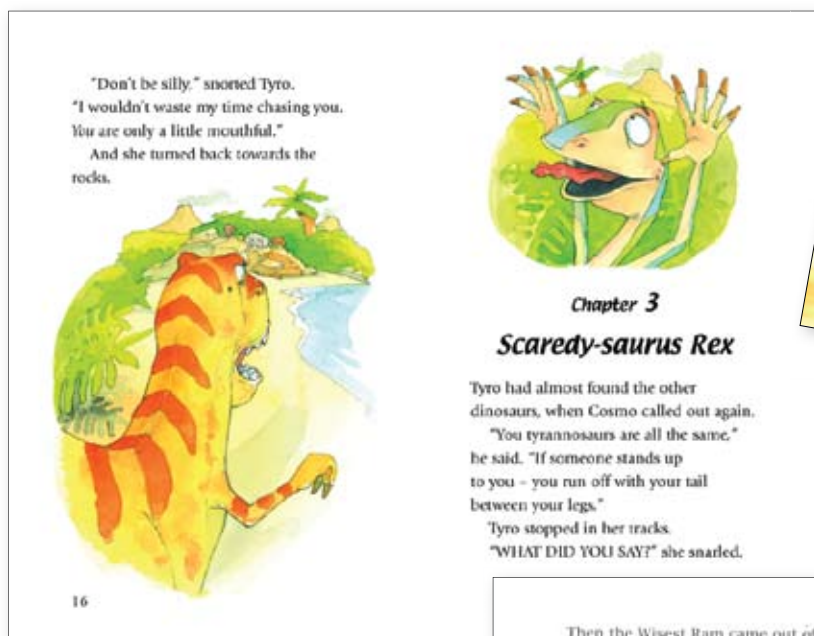 "Don't be silly," snorted Tyro.
"I wouldn't waste my time chasing you.
You are only a little mouthful."
And she turned back towards the
rocks.
16
Chapter 3
Scaredy-saurus Rex
Tyro had almost found the other
dinosaurs, when Cosmo called out again.
"You tyrannosaurs are all the same,"
he said. "If someone stands up
to you – you run off with your tail
between your legs."
Tyro stopped in her tracks.
"WHAT DID YOU SAY?" she snarled.
Then the Wisest Ram came out of